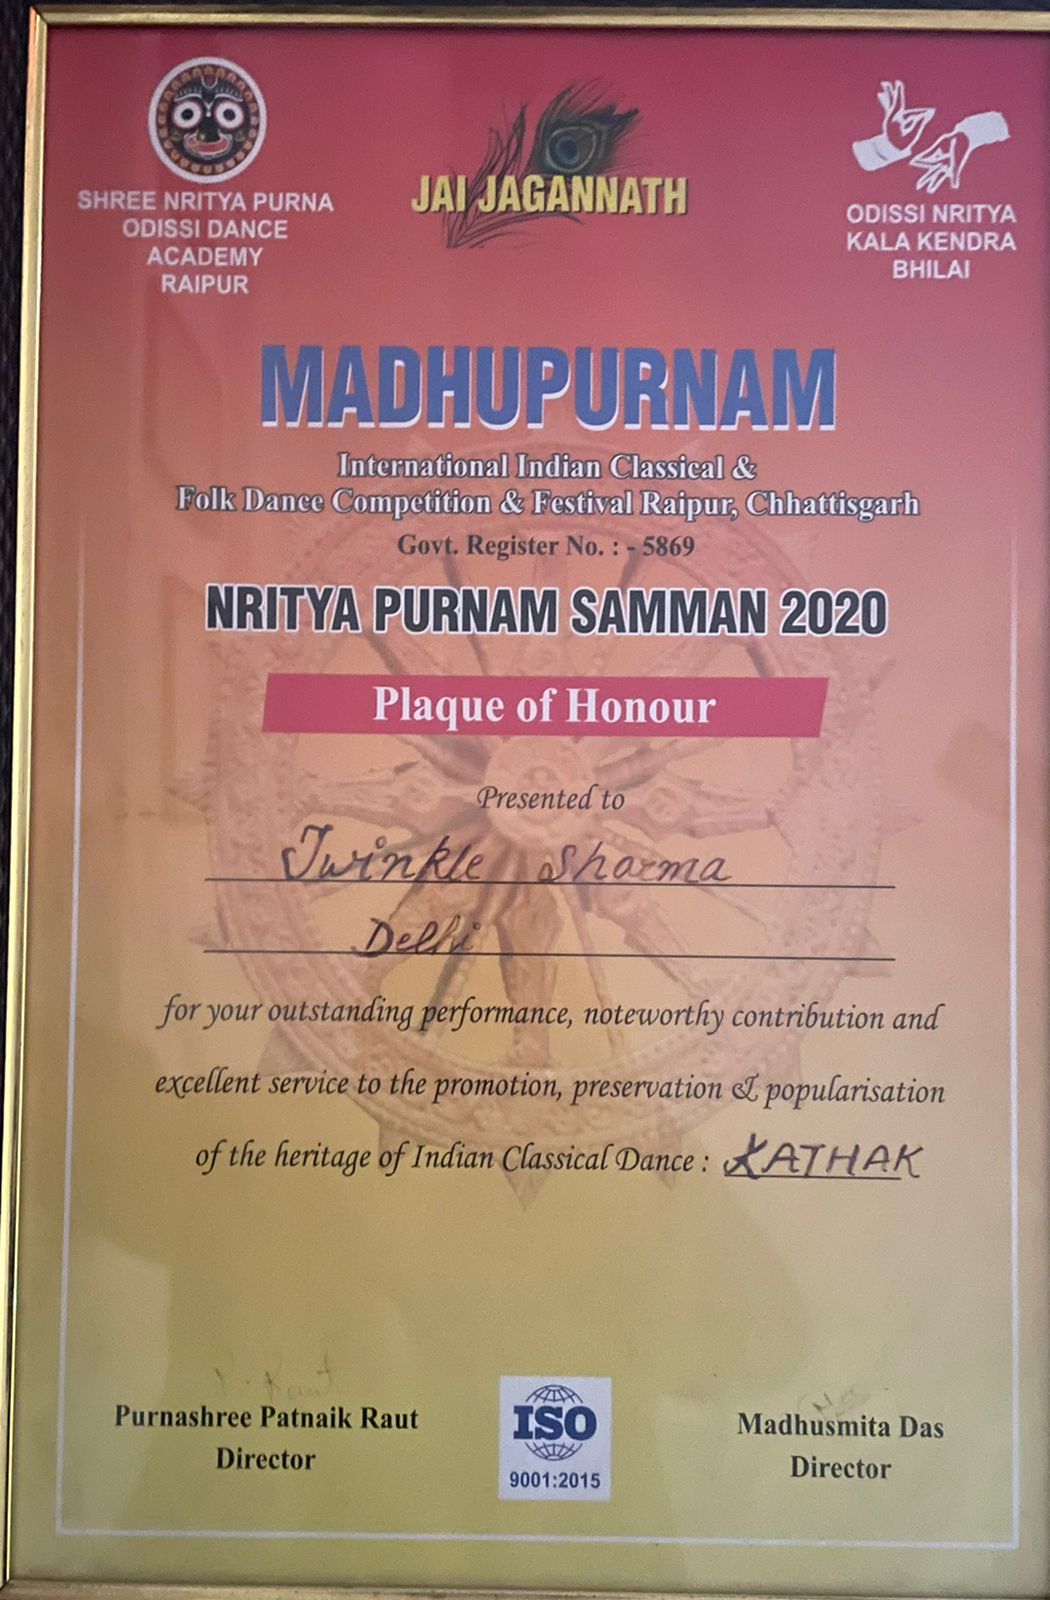 SHREE NRITYA PURNA
ODISSI DANCE
ACADEMY
RAIPUR
JAI JAGANNATH
ODISSI NRITYA
KALA KENDRA
BHILAI
MADHUPURNAM
International Indian Classical &
Folk Dance Competition & Festival Raipur, Chhattisgarh
Govt. Register No. : - 5869
NRITYA PURNAM SAMMAN 2020
Plaque of Honour
Presented to
Twinkle Sharma
Delhi
for your outstanding performance, noteworthy contribution and
excellent service to the promotion, preservation & popularisation
of the heritage of Indian Classical Dance : KATHAK
Purnashree Patnaik Raut
Director
ISO
9001:2015
Madhusmita Das
Director